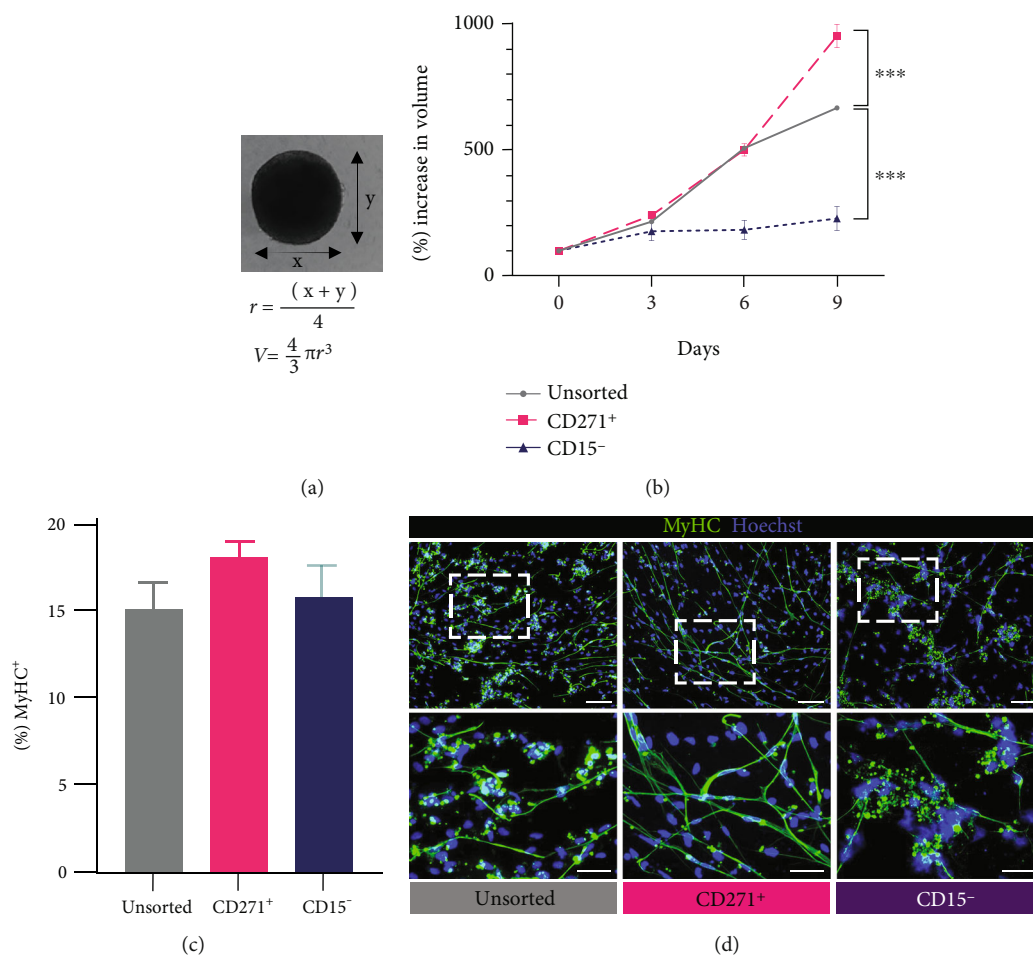 y
x
r = (x + y) / 4
V= 4/3 πr³
(a)
(%) increase in volume
1000
500
0
0 3 6 9
Days
***
***
Unsorted
CD271⁺
CD15⁻
(b)
(%) MyHC⁺
20
15
10
5
0
Unsorted CD271⁺ CD15⁻
(c)
MyHC Hoechst
Unsorted CD271⁺ CD15⁻
(d)